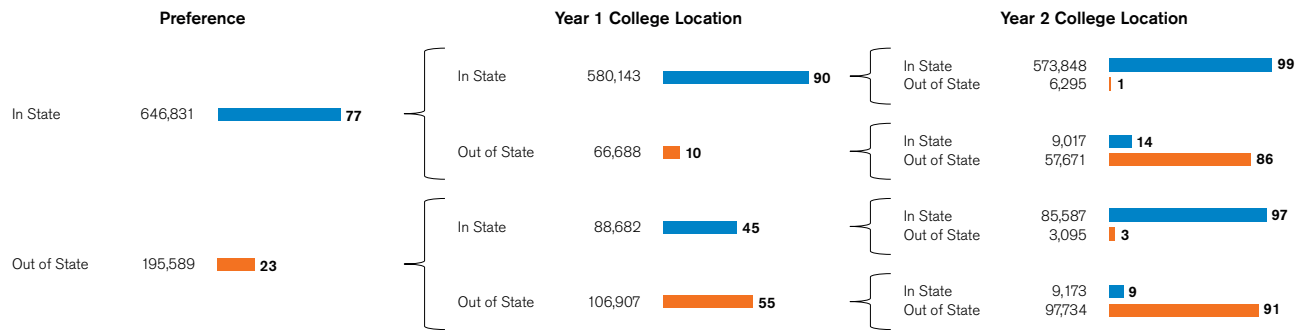 Preference Year 1 College Location Year 2 College Location
In State 646,831 77
In State 580,143 90
In State 573,848 99
Out of State 6,295 1
Out of State 66,688 10
In State 9,017 14
Out of State 57,671 86
Out of State 195,589 23
In State 88,682 45
In State 85,587 97
Out of State 3,095 3
Out of State 106,907 55
In State 9,173 9
Out of State 97,734 91